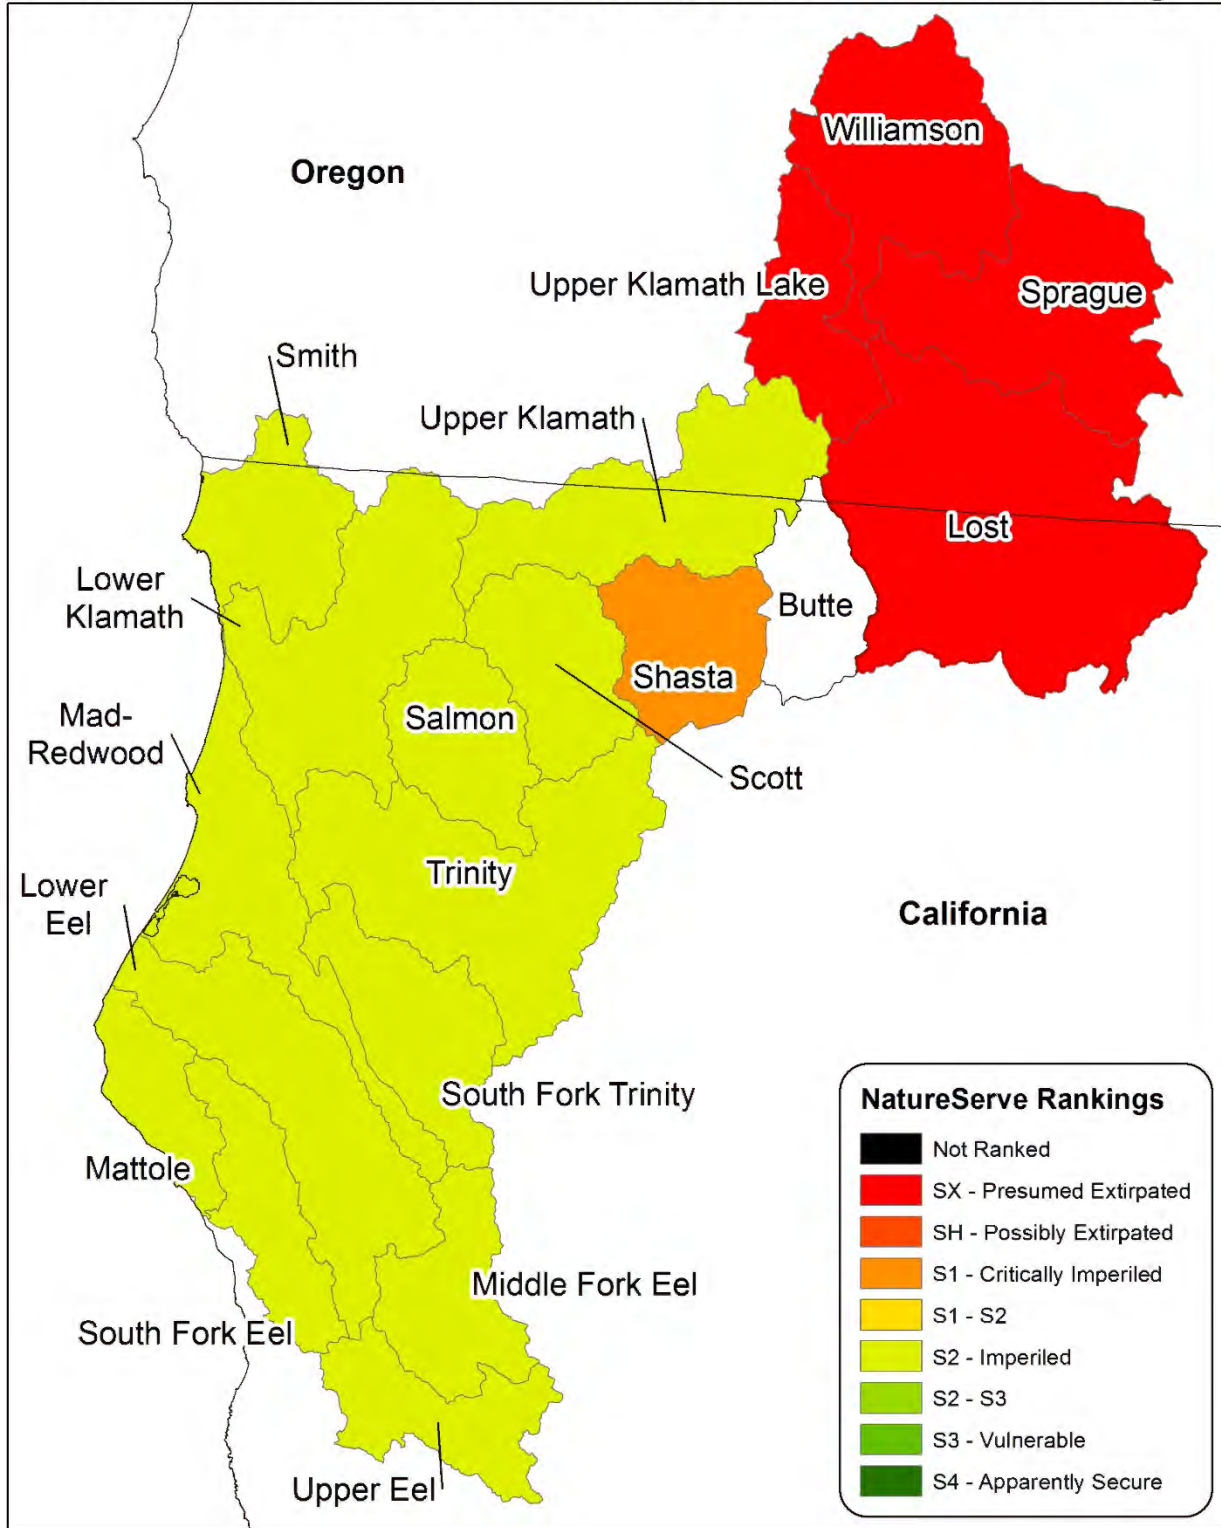 Williamson
Oregon
Upper Klamath Lake
Sprague
Smith
Upper Klamath
Lost
Lower
Klamath
Butte
Shasta
Salmon
Mad-
Redwood
Scott
Trinity
Lower
Eel
California
South Fork Trinity
Mattole
Middle Fork Eel
South Fork Eel
Upper Eel
NatureServe Rankings
Not Ranked
SX - Presumed Extirpated
SH - Possibly Extirpated
S1 - Critically Imperiled
S1 - S2
S2 - Imperiled
S2 - S3
S3 - Vulnerable
S4 - Apparently Secure